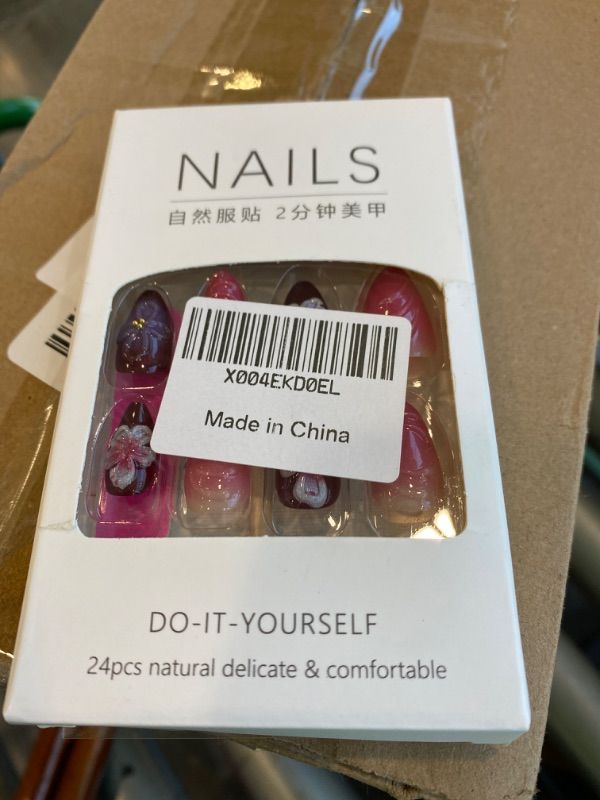 NAILS
自然服贴 2分钟美甲
X004EKD0EL
Made in China
DO-IT-YOURSELF
24pcs natural delicate & comfortable